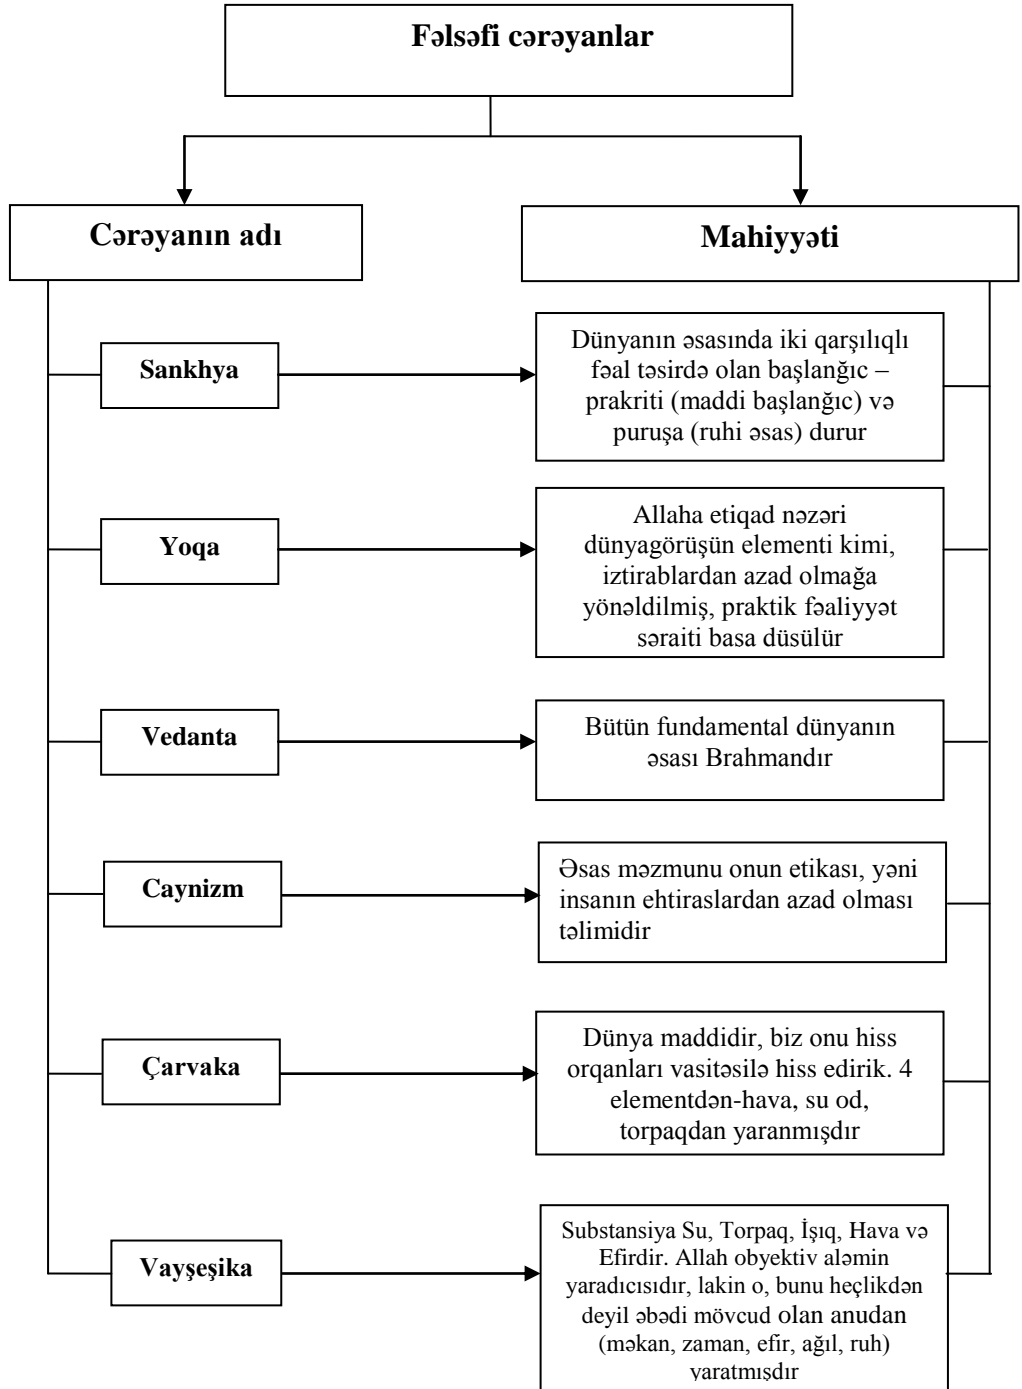 Fəlsəfi cərəyanlar
Cərəyanın adı
Mahiyyəti
Sankhya
Dünyanın əsasında iki qarşılıqlı
fəal təsirdə olan başlanğıc –
prakriti (maddi başlanğıc) və
puruşa (ruhi əsas) durur
Yoqa
Allaha etiqad nəzəri
dünyagörüşün elementi kimi,
iztirablardan azad olmağa
yönəldilmiş, praktik fəaliyyət
səraiti basa düsülür
Vedanta
Bütün fundamental dünyanın
əsası Brahmandır
Caynizm
Əsas məzmunu onun etikası, yəni
insanın ehtiraslardan azad olması
təlimidir
Çarvaka
Dünya maddidir, biz onu hiss
orqanları vasitəsilə hiss edirik. 4
elementdən-hava, su od,
torpaqdan yaranmışdır
Vayşeşika
Substansiya Su, Torpaq, İşıq, Hava və
Efirdir. Allah obyektiv aləmin
yaradıcısıdır, lakin o, bunu heçlikdən
deyil əbədi mövcud olan anudan
(məkan, zaman, efir, ağıl, ruh)
yaratmışdır